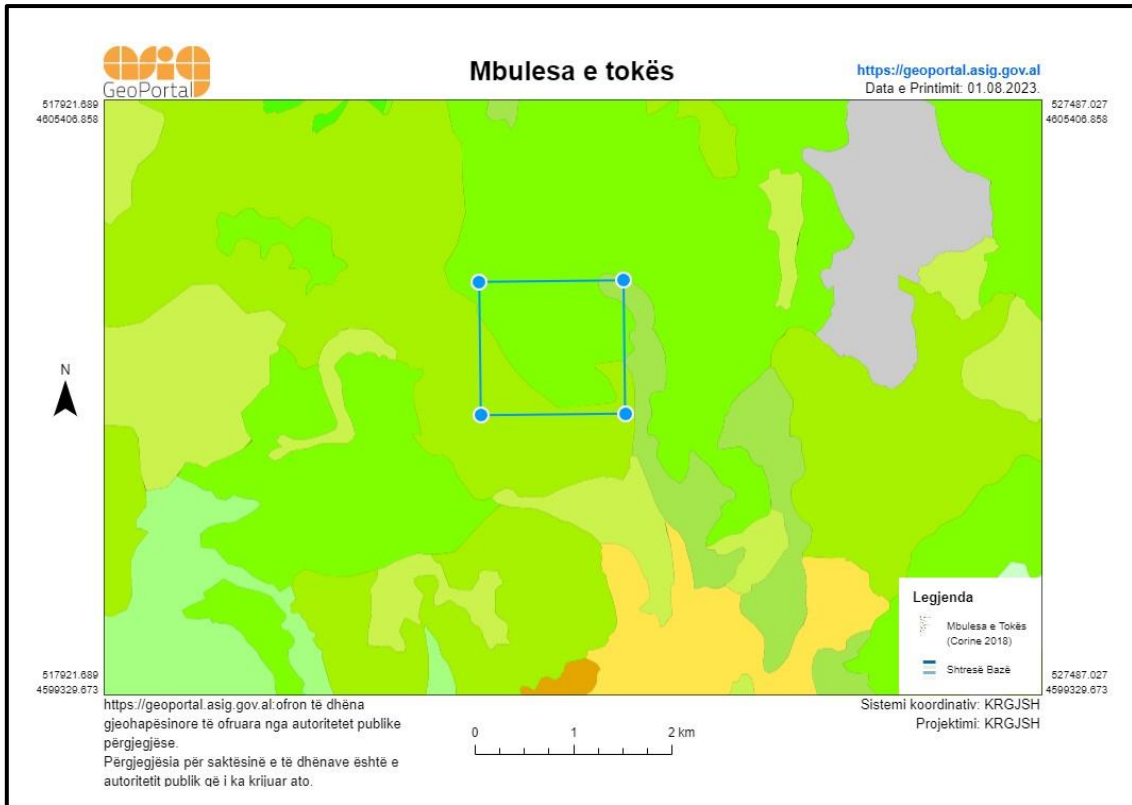 asig
GeoPortal
Mbulesa e tokës
https://geoportal.asig.gov.al
Data e Printimit: 01.08.2023.
517921.689
4605406.858
527487.027
4605406.858
N
Legjenda
Mbulesa e Tokës
(Corine 2018)
Shtresë Bazë
517921.689
4599329.673
527487.027
4599329.673
https://geoportal.asig.gov.al:ofron të dhëna
gjeohapësinore të ofruara nga autoritetet publike
përgjegjëse.
Përgjegjësia për saktësinë e të dhënave është e
autoritetit publik që i ka krijuar ato.
0 1 2 km
Sistemi koordinativ: KRGJSH
Projektimi: KRGJSH